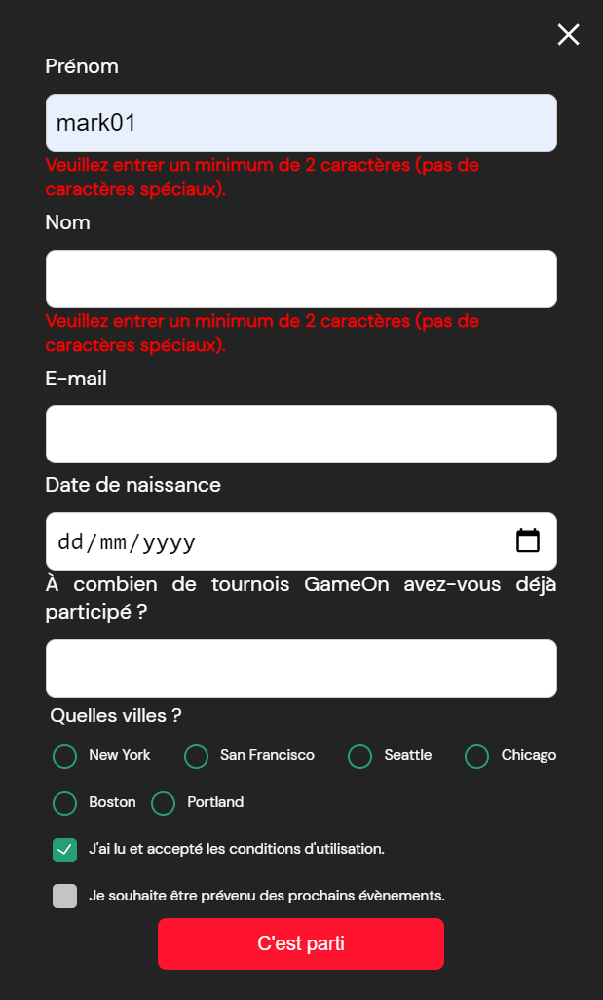 Prénom
mark01
Veuillez entrer un minimum de 2 caractères (pas de
caractères spéciaux).
Nom
Veuillez entrer un minimum de 2 caractères (pas de
caractères spéciaux).
E-mail
Date de naissance
dd/mm/yyyy
À combien de tournois GameOn avez-vous déjà
participé ?
Quelles villes ?
New York San Francisco Seattle Chicago
Boston Portland
J'ai lu et accepté les conditions d'utilisation.
Je souhaite être prévenu des prochains évènements.
C'est parti